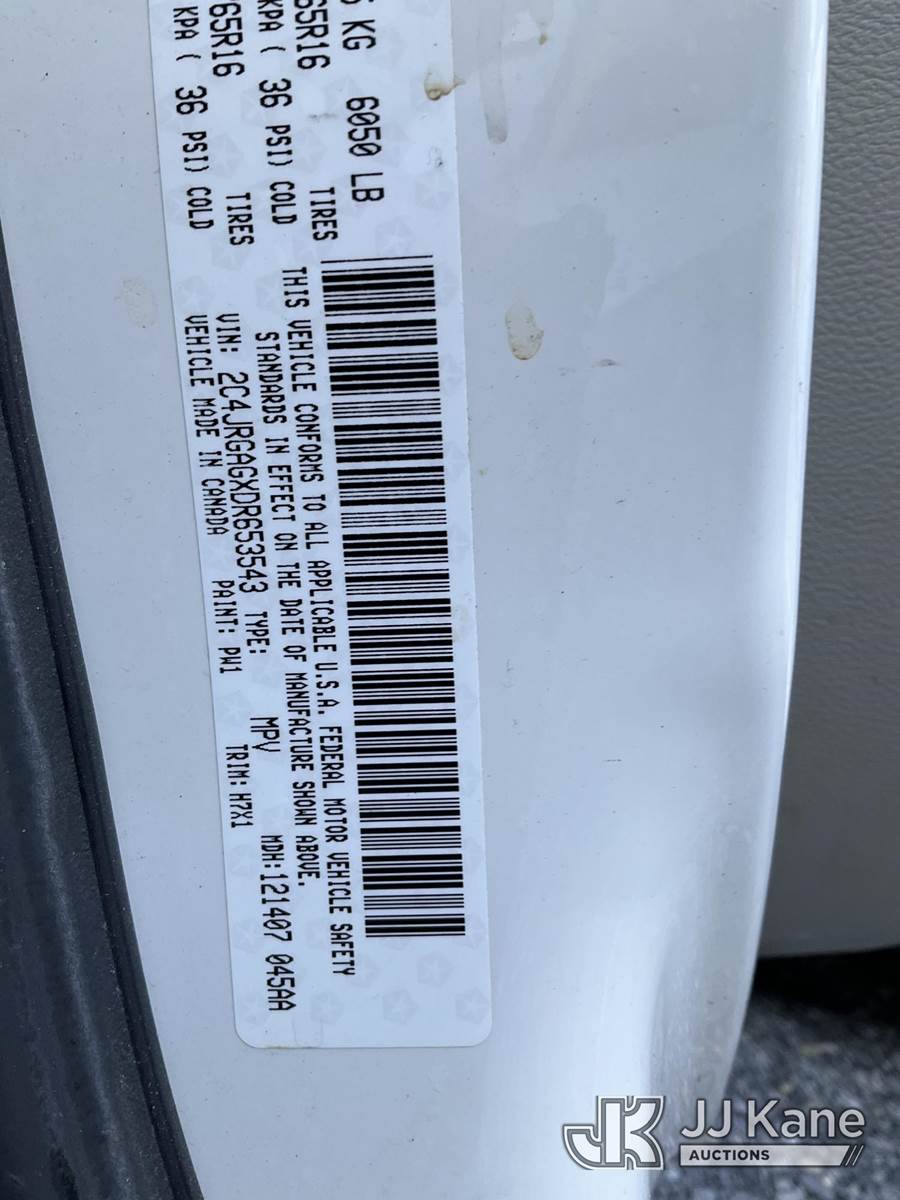 KG 6050 LB
65R16 TIRES
KPA ( 36 PSI) COLD
65R16 TIRES
KPA ( 36 PSI) COLD
THIS VEHICLE CONFORMS TO ALL APPLICABLE U.S.A. FEDERAL MOTOR VEHICLE SAFETY
STANDARDS IN EFFECT ON THE DATE OF MANUFACTURE SHOWN ABOVE.
VIN: 2C4JRGAGXDR653543 TYPE: MPV MDH:121407 045AA
VEHICLE MADE IN CANADA PAINT: PW1 TRIM: H7X1
JK JJ Kane
AUCTIONS